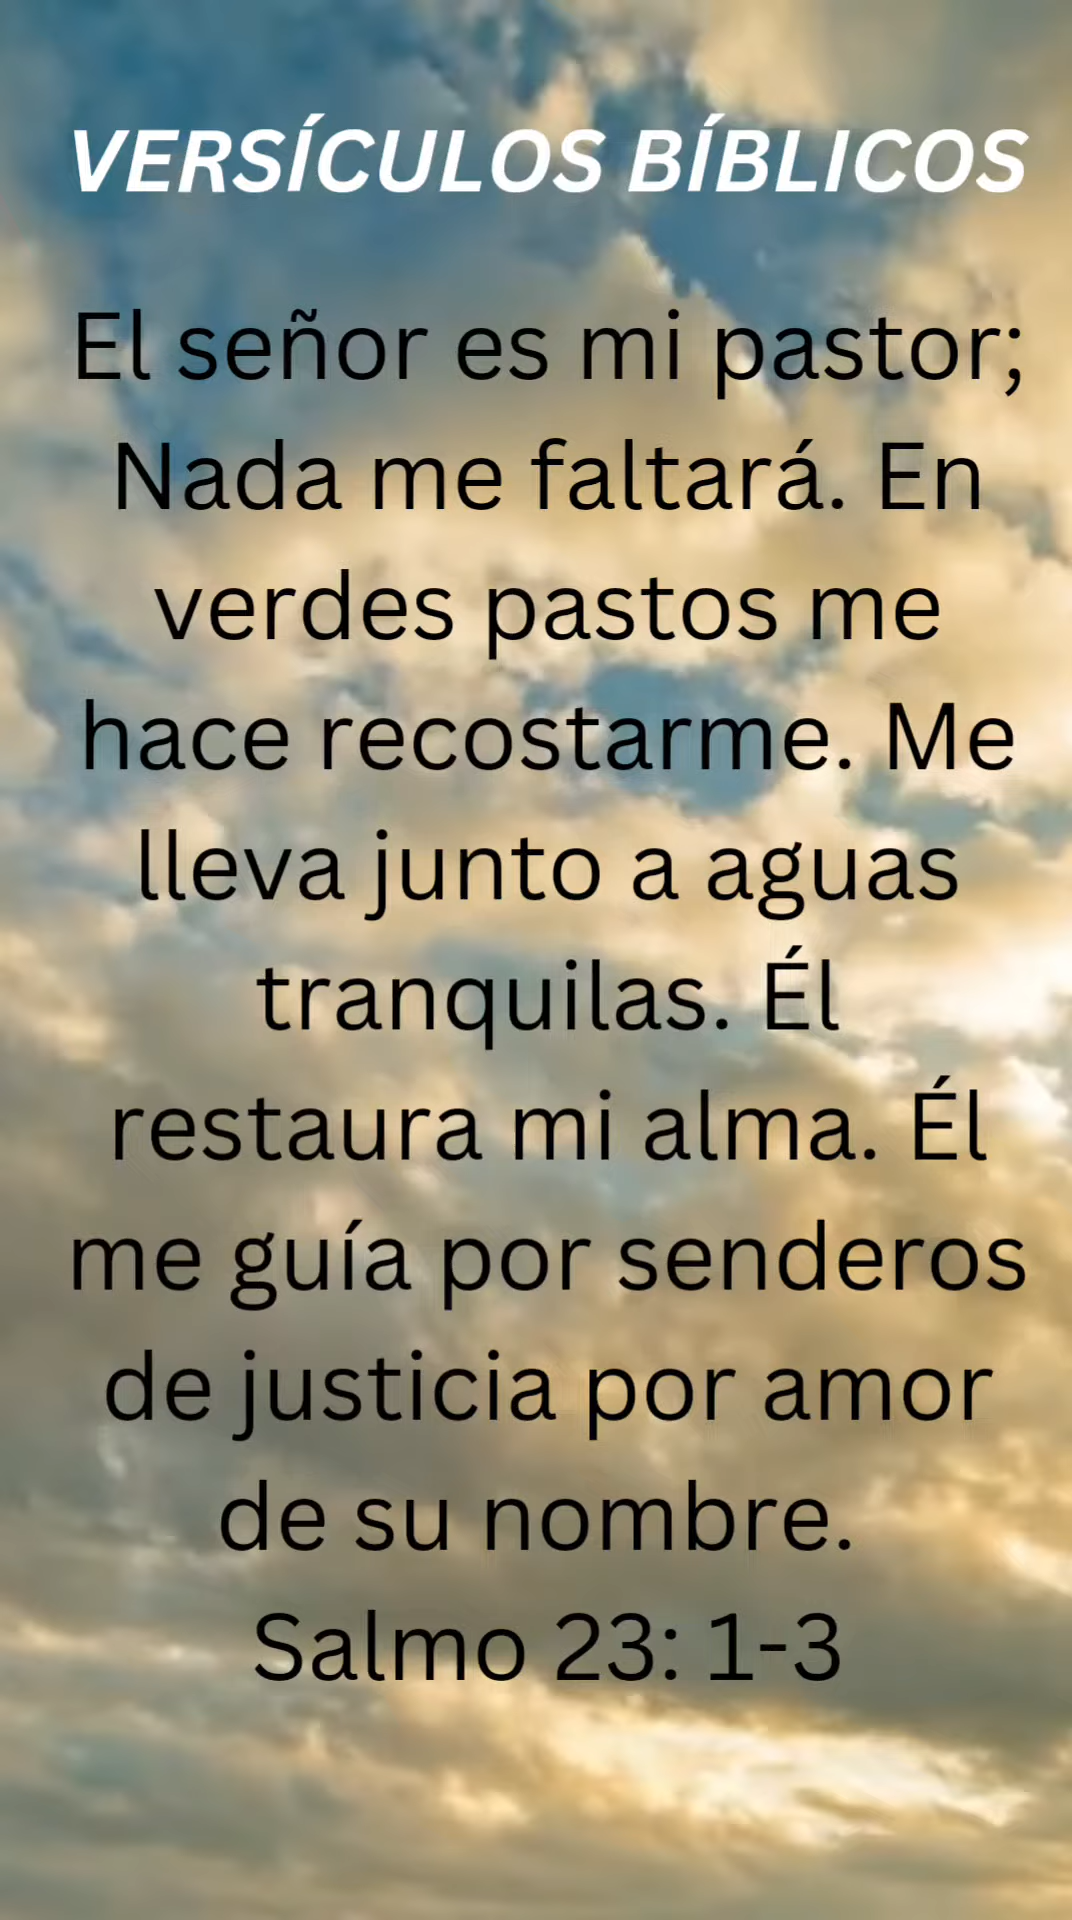 VERSÍCULOS BÍBLICOS
El señor es mi pastor;
Nada me faltará. En
verdes pastos me
hace recostarme. Me
lleva junto a aguas
tranquilas. Él
restaura mi alma. Él
me guía por senderos
de justicia por amor
de su nombre.
Salmo 23: 1-3